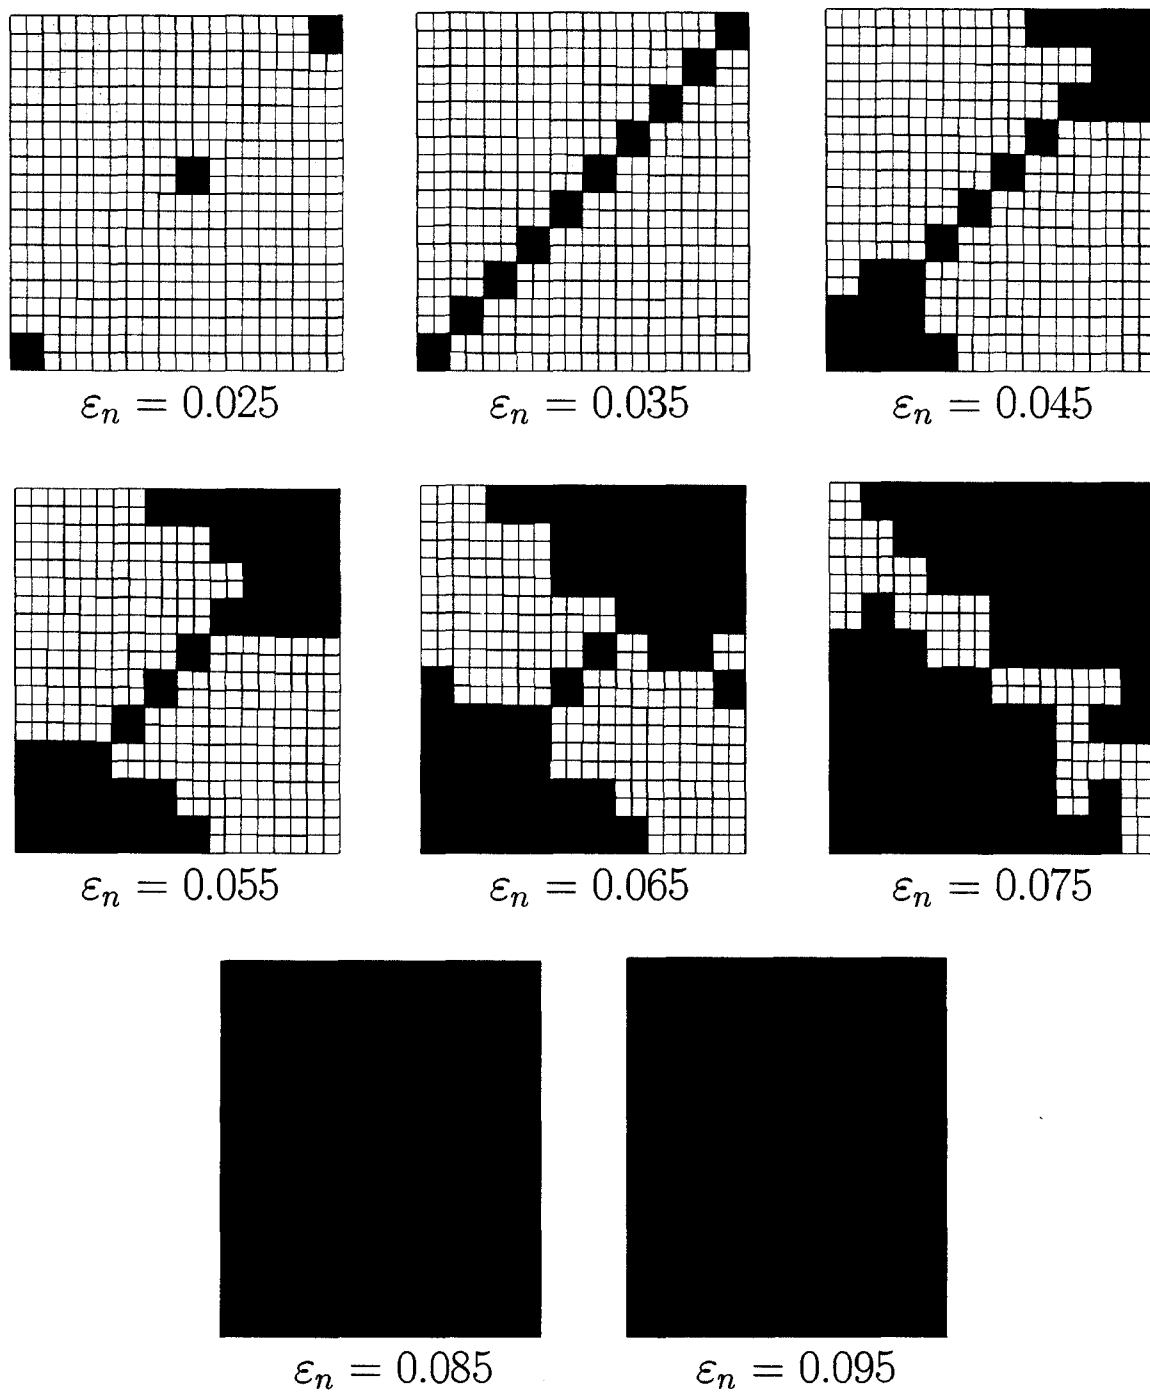 εₙ = 0.025
εₙ = 0.035
εₙ = 0.045
εₙ = 0.055
εₙ = 0.065
εₙ = 0.075
εₙ = 0.085
εₙ = 0.095